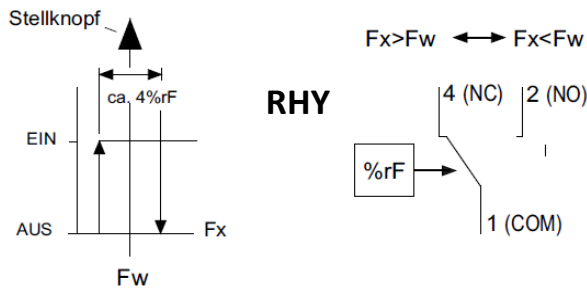 Stellknopf
ca. 4%rF
EIN
AUS
Fx
Fw
RHY
Fx>Fw
Fx<Fw
4 (NC)
2 (NO)
%rF
1 (COM)